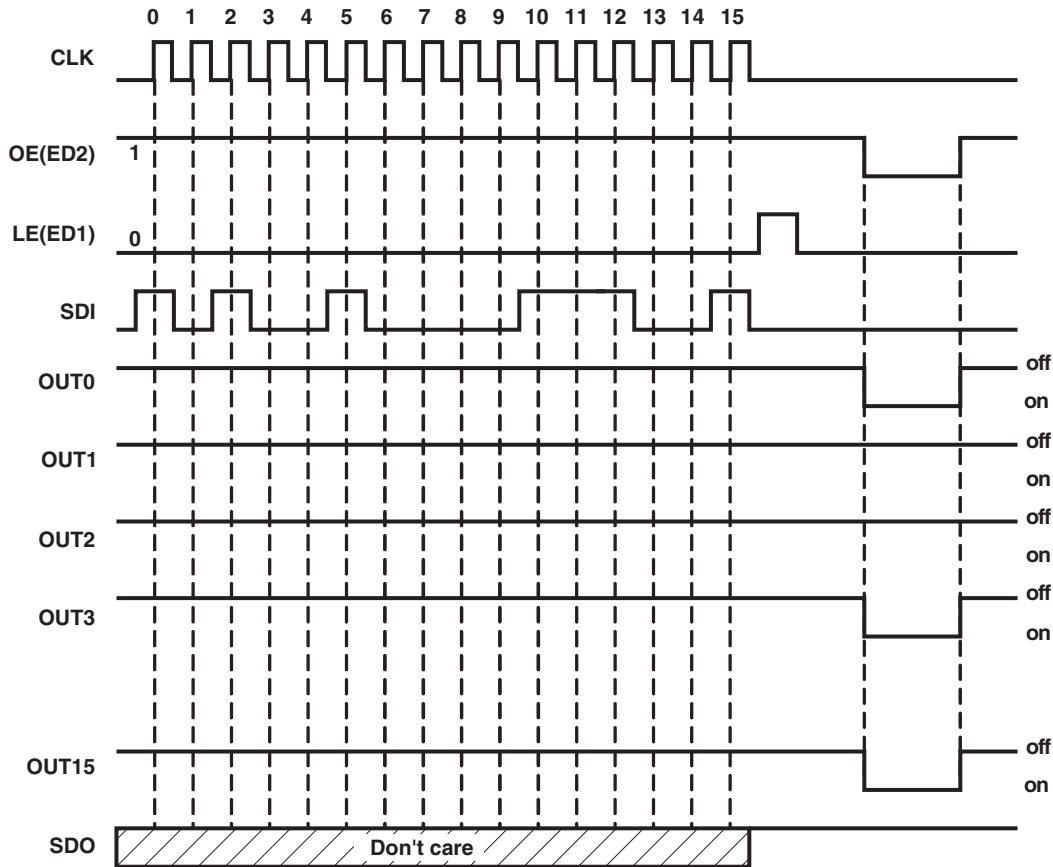 0 1 2 3 4 5 6 7 8 9 10 11 12 13 14 15
CLK
OE(ED2) 1
LE(ED1) 0
SDI
OUT0 off
on
OUT1 off
on
OUT2 off
on
OUT3 off
on
OUT15 off
on
SDO Don't care